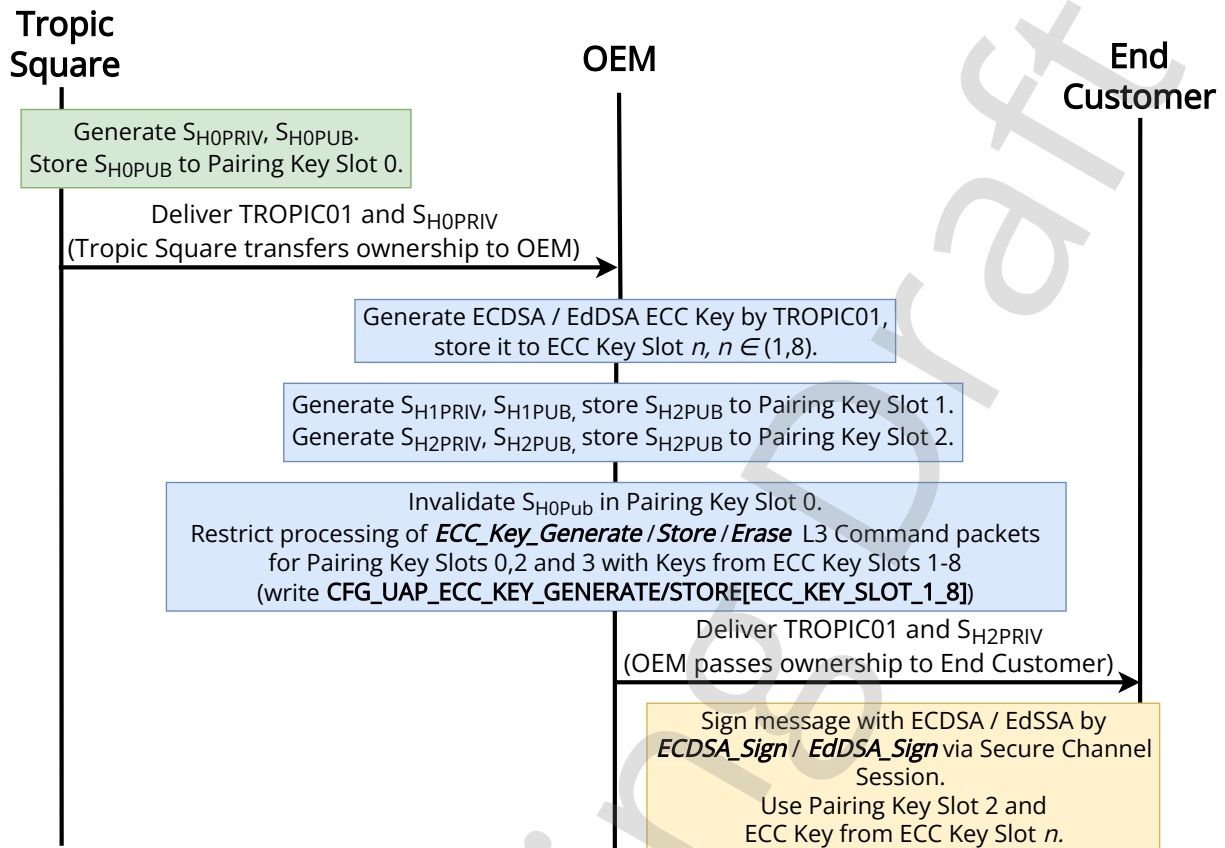 Tropic
Square
OEM
End
Customer
Generate SH0PRIV, SH0PUB.
Store SH0PUB to Pairing Key Slot 0.
Deliver TROPIC01 and SH0PRIV
(Tropic Square transfers ownership to OEM)
Generate ECDSA / EdDSA ECC Key by TROPIC01,
store it to ECC Key Slot n, n ∈ (1,8).
Generate SH1PRIV, SH1PUB, store SH2PUB to Pairing Key Slot 1.
Generate SH2PRIV, SH2PUB, store SH2PUB to Pairing Key Slot 2.
Invalidate SH0Pub in Pairing Key Slot 0.
Restrict processing of ECC_Key_Generate / Store / Erase L3 Command packets
for Pairing Key Slots 0,2 and 3 with Keys from ECC Key Slots 1-8
(write CFG_UAP_ECC_KEY_GENERATE/STORE[ECC_KEY_SLOT_1_8])
Deliver TROPIC01 and SH2PRIV
(OEM passes ownership to End Customer)
Sign message with ECDSA / EdSSA by
ECDSA_Sign / EdDSA_Sign via Secure Channel
Session.
Use Pairing Key Slot 2 and
ECC Key from ECC Key Slot n.
ng Draft